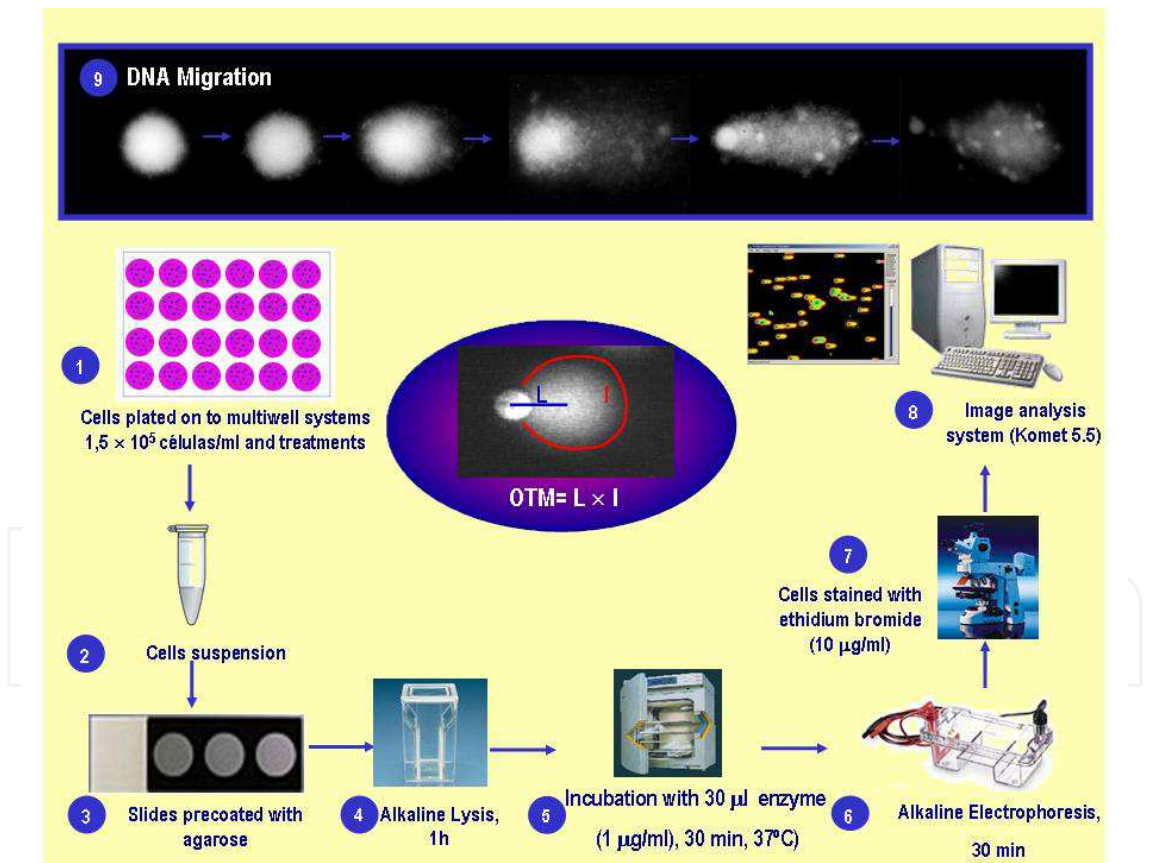 9 DNA Migration
1
Cells plated on to multiwell systems
1,5 × 10⁵ células/ml and treatments
L
I
OTM= L × I
8 Image analysis
system (Komet 5.5)
2 Cells suspension
7
Cells stained with
ethidium bromide
(10 µg/ml)
3 Slides precoated with
agarose
4 Alkaline Lysis,
1h
5 Incubation with 30 µl enzyme
(1 µg/ml), 30 min, 37ºC)
6 Alkaline Electrophoresis,
30 min